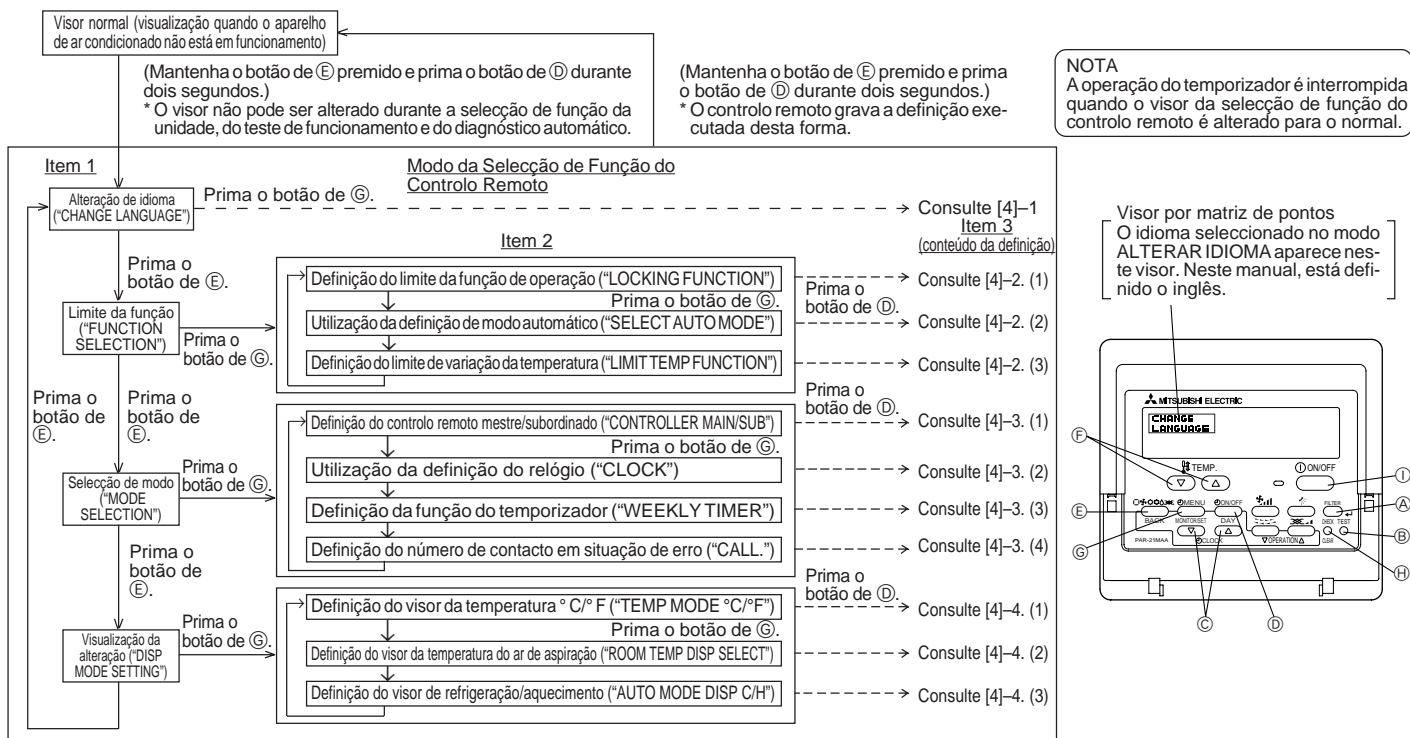 Visor normal (visualização quando o aparelho
de ar condicionado não está em funcionamento)
(Mantenha o botão de Ⓔ premido e prima o botão de Ⓓ durante
dois segundos.)
* O visor não pode ser alterado durante a selecção de função da
unidade, do teste de funcionamento e do diagnóstico automático.
(Mantenha o botão de Ⓔ premido e prima
o botão de Ⓓ durante dois segundos.)
* O controlo remoto grava a definição exe-
cutada desta forma.
NOTA
A operação do temporizador é interrompida
quando o visor da selecção de função do
controlo remoto é alterado para o normal.
Item 1
Modo da Selecção de Função do
Controlo Remoto
Alteração de idioma
("CHANGE LANGUAGE")
Prima o botão de Ⓖ.
Consulte [4]–1
Item 2
Item 3
(conteúdo da definição)
Prima o
botão de Ⓔ.
Limite da função
("FUNCTION
SELECTION")
Prima o
botão de Ⓖ.
Definição do limite da função de operação ("LOCKING FUNCTION")
Prima o botão de Ⓖ.
Utilização da definição de modo automático ("SELECT AUTO MODE")
Definição do limite de variação da temperatura ("LIMIT TEMP FUNCTION")
Prima o
botão de Ⓓ.
Consulte [4]–2. (1)
Consulte [4]–2. (2)
Consulte [4]–2. (3)
Prima o
botão de
Ⓔ.
Prima o
botão de
Ⓔ.
Selecção de modo
("MODE
SELECTION")
Prima o
botão de Ⓖ.
Definição do controlo remoto mestre/subordinado ("CONTROLLER MAIN/SUB")
Prima o botão de Ⓖ.
Utilização da definição do relógio ("CLOCK")
Definição da função do temporizador ("WEEKLY TIMER")
Definição do número de contacto em situação de erro ("CALL.")
Prima o
botão de Ⓓ.
Consulte [4]–3. (1)
Consulte [4]–3. (2)
Consulte [4]–3. (3)
Consulte [4]–3. (4)
Prima o
botão de
Ⓔ.
Visualização da
alteração ("DISP
MODE SETTING")
Prima o
botão de Ⓖ.
Definição do visor da temperatura ° C/° F ("TEMP MODE °C/°F")
Prima o botão de Ⓖ.
Definição do visor da temperatura do ar de aspiração ("ROOM TEMP DISP SELECT")
Definição do visor de refrigeração/aquecimento ("AUTO MODE DISP C/H")
Prima o
botão de Ⓓ.
Consulte [4]–4. (1)
Consulte [4]–4. (2)
Consulte [4]–4. (3)
Visor por matriz de pontos
O idioma seleccionado no modo
ALTERAR IDIOMA aparece nes-
te visor. Neste manual, está defi-
nido o inglês.
MITSUBISHI ELECTRIC
CHANGE
LANGUAGE
Ⓕ
TEMP.
ON/OFF
Ⓘ
MENU
ON/OFF
FILTER
Ⓐ
Ⓔ
BACK
MONITOR/SET
DAY
CHECK TEST
Ⓑ
Ⓖ
PAR-21MAA
CLOCK
OPERATION
CLEAR
Ⓗ
Ⓒ
Ⓓ